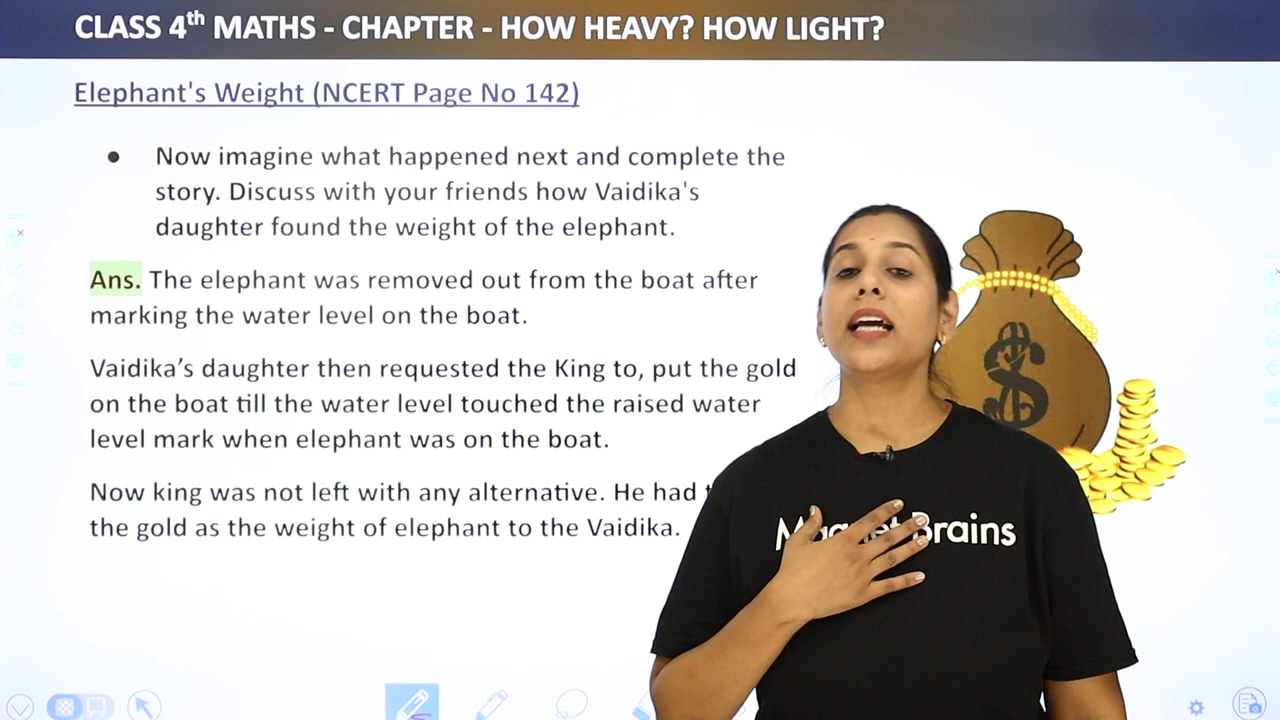 CLASS 4th MATHS - CHAPTER - HOW HEAVY? HOW LIGHT?
Elephant's Weight (NCERT Page No 142)
● Now imagine what happened next and complete the
story. Discuss with your friends how Vaidika's
daughter found the weight of the elephant.
Ans. The elephant was removed out from the boat after
marking the water level on the boat.
Vaidika’s daughter then requested the King to, put the gold
on the boat till the water level touched the raised water
level mark when elephant was on the boat.
Now king was not left with any alternative. He had
the gold as the weight of elephant to the Vaidika.
$
Brains